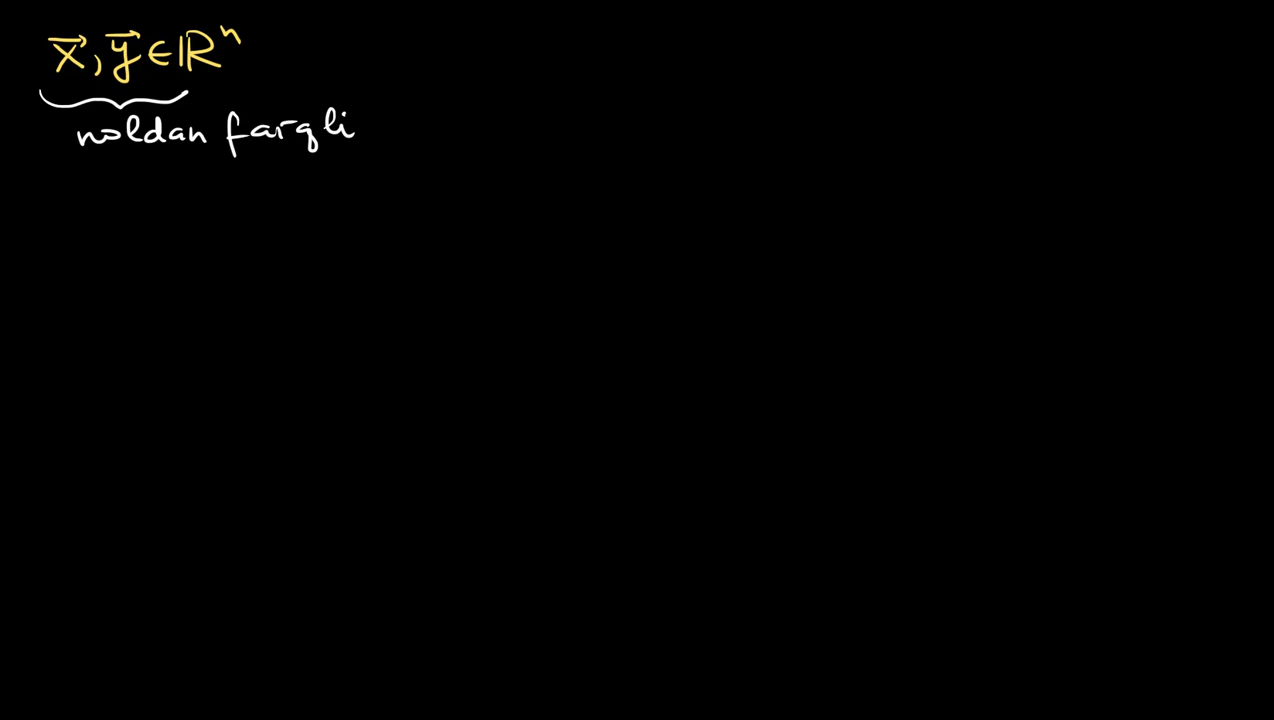 x⃗, y⃗ ∈ ℝⁿ
noldan farqli